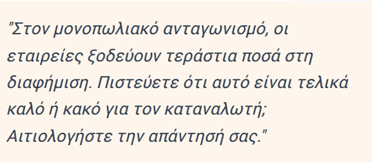 "Στον μονοπωλιακό ανταγωνισμό, οι
εταιρείες ξοδεύουν τεράστια ποσά στη
διαφήμιση. Πιστεύετε ότι αυτό είναι τελικά
καλό ή κακό για τον καταναλωτή;
Αιτιολογήστε την απάντησή σας."